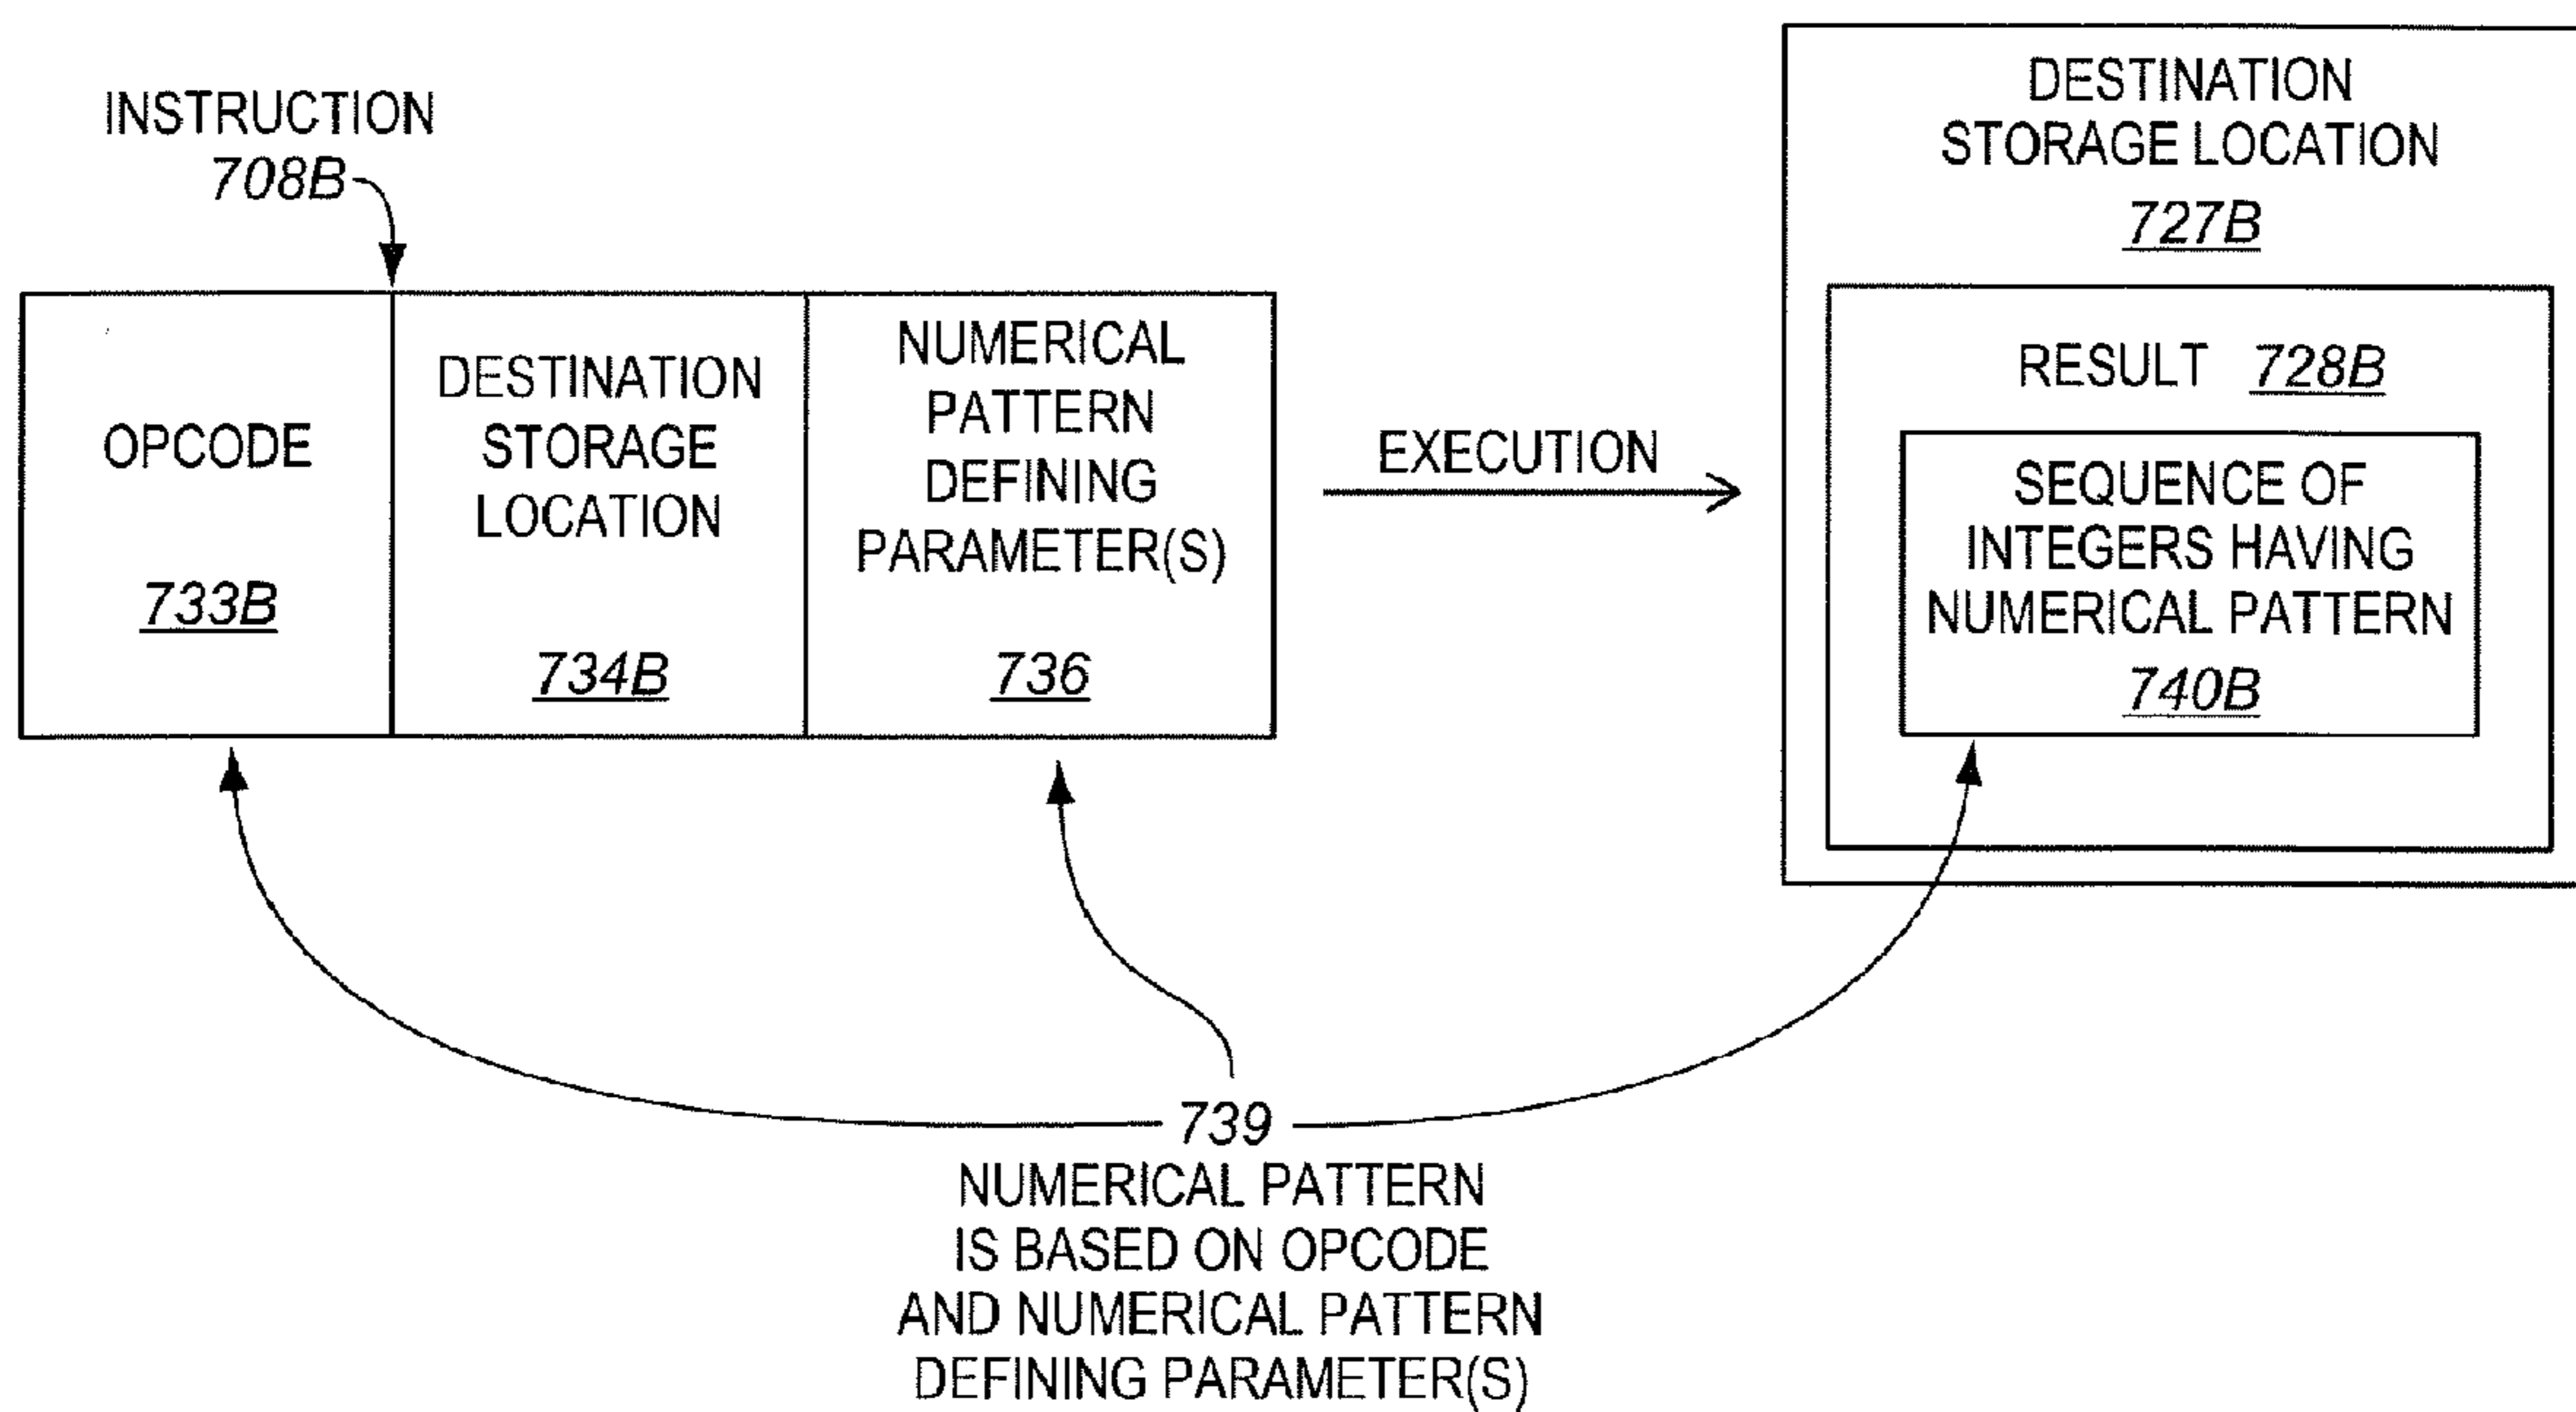 INSTRUCTION
708B
OPCODE
733B
DESTINATION
STORAGE
LOCATION
734B
NUMERICAL
PATTERN
DEFINING
PARAMETER(S)
736
EXECUTION
DESTINATION
STORAGE LOCATION
727B
RESULT 728B
SEQUENCE OF
INTEGERS HAVING
NUMERICAL PATTERN
740B
739
NUMERICAL PATTERN
IS BASED ON OPCODE
AND NUMERICAL PATTERN
DEFINING PARAMETER(S)